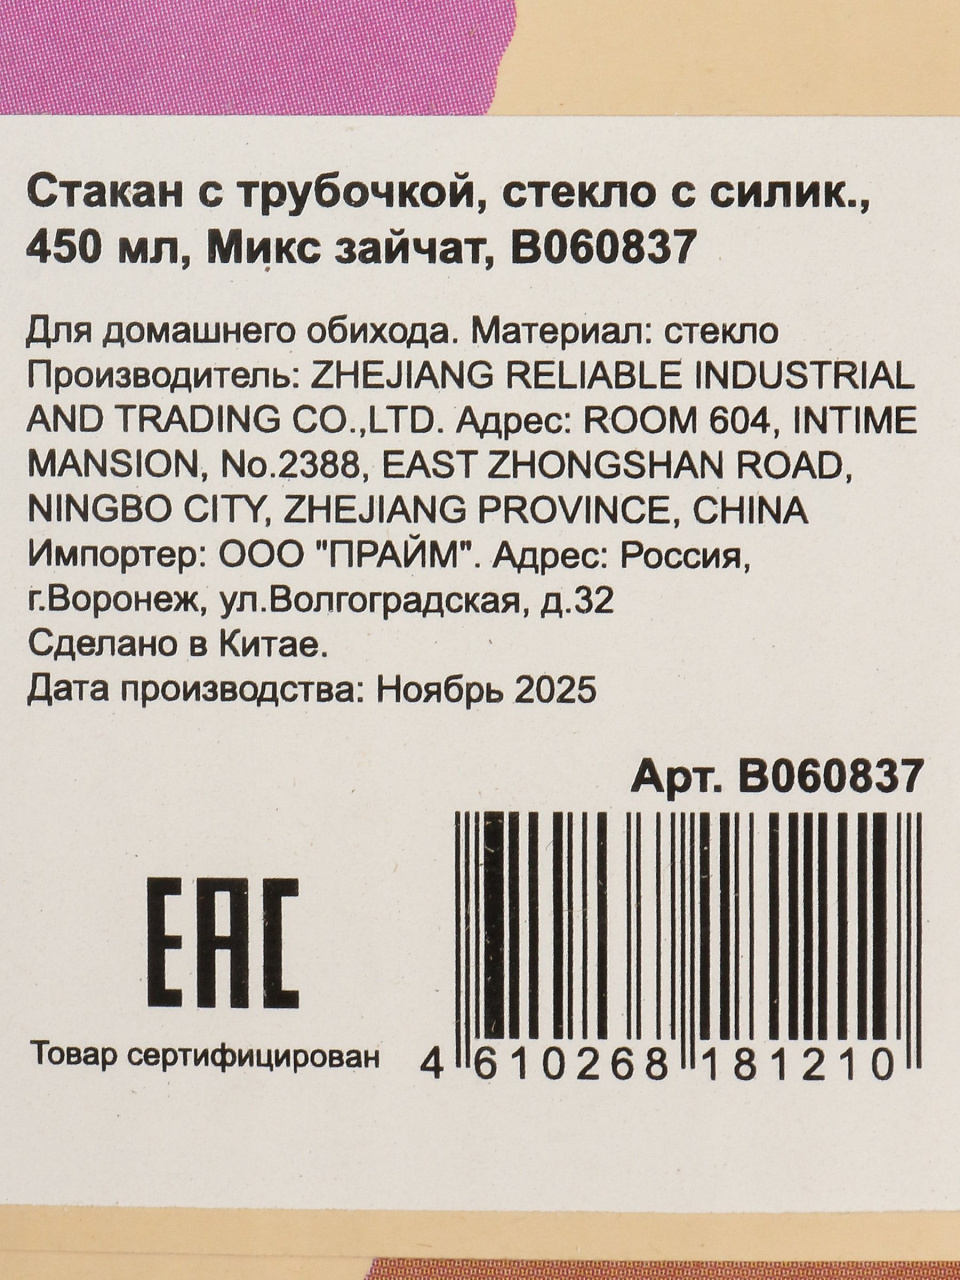 Стакан с трубочкой, стекло с силик.,
450 мл, Микс зайчат, В060837
Для домашнего обихода. Материал: стекло
Производитель: ZHEJIANG RELIABLE INDUSTRIAL
AND TRADING CO.,LTD. Адрес: ROOM 604, INTIME
MANSION, No.2388, EAST ZHONGSHAN ROAD,
NINGBO CITY, ZHEJIANG PROVINCE, CHINA
Импортер: ООО "ПРАЙМ". Адрес: Россия,
г.Воронеж, ул.Волгоградская, д.32
Сделано в Китае.
Дата производства: Ноябрь 2025
Арт. В060837
ЕАС
Товар сертифицирован
4 610268 181210